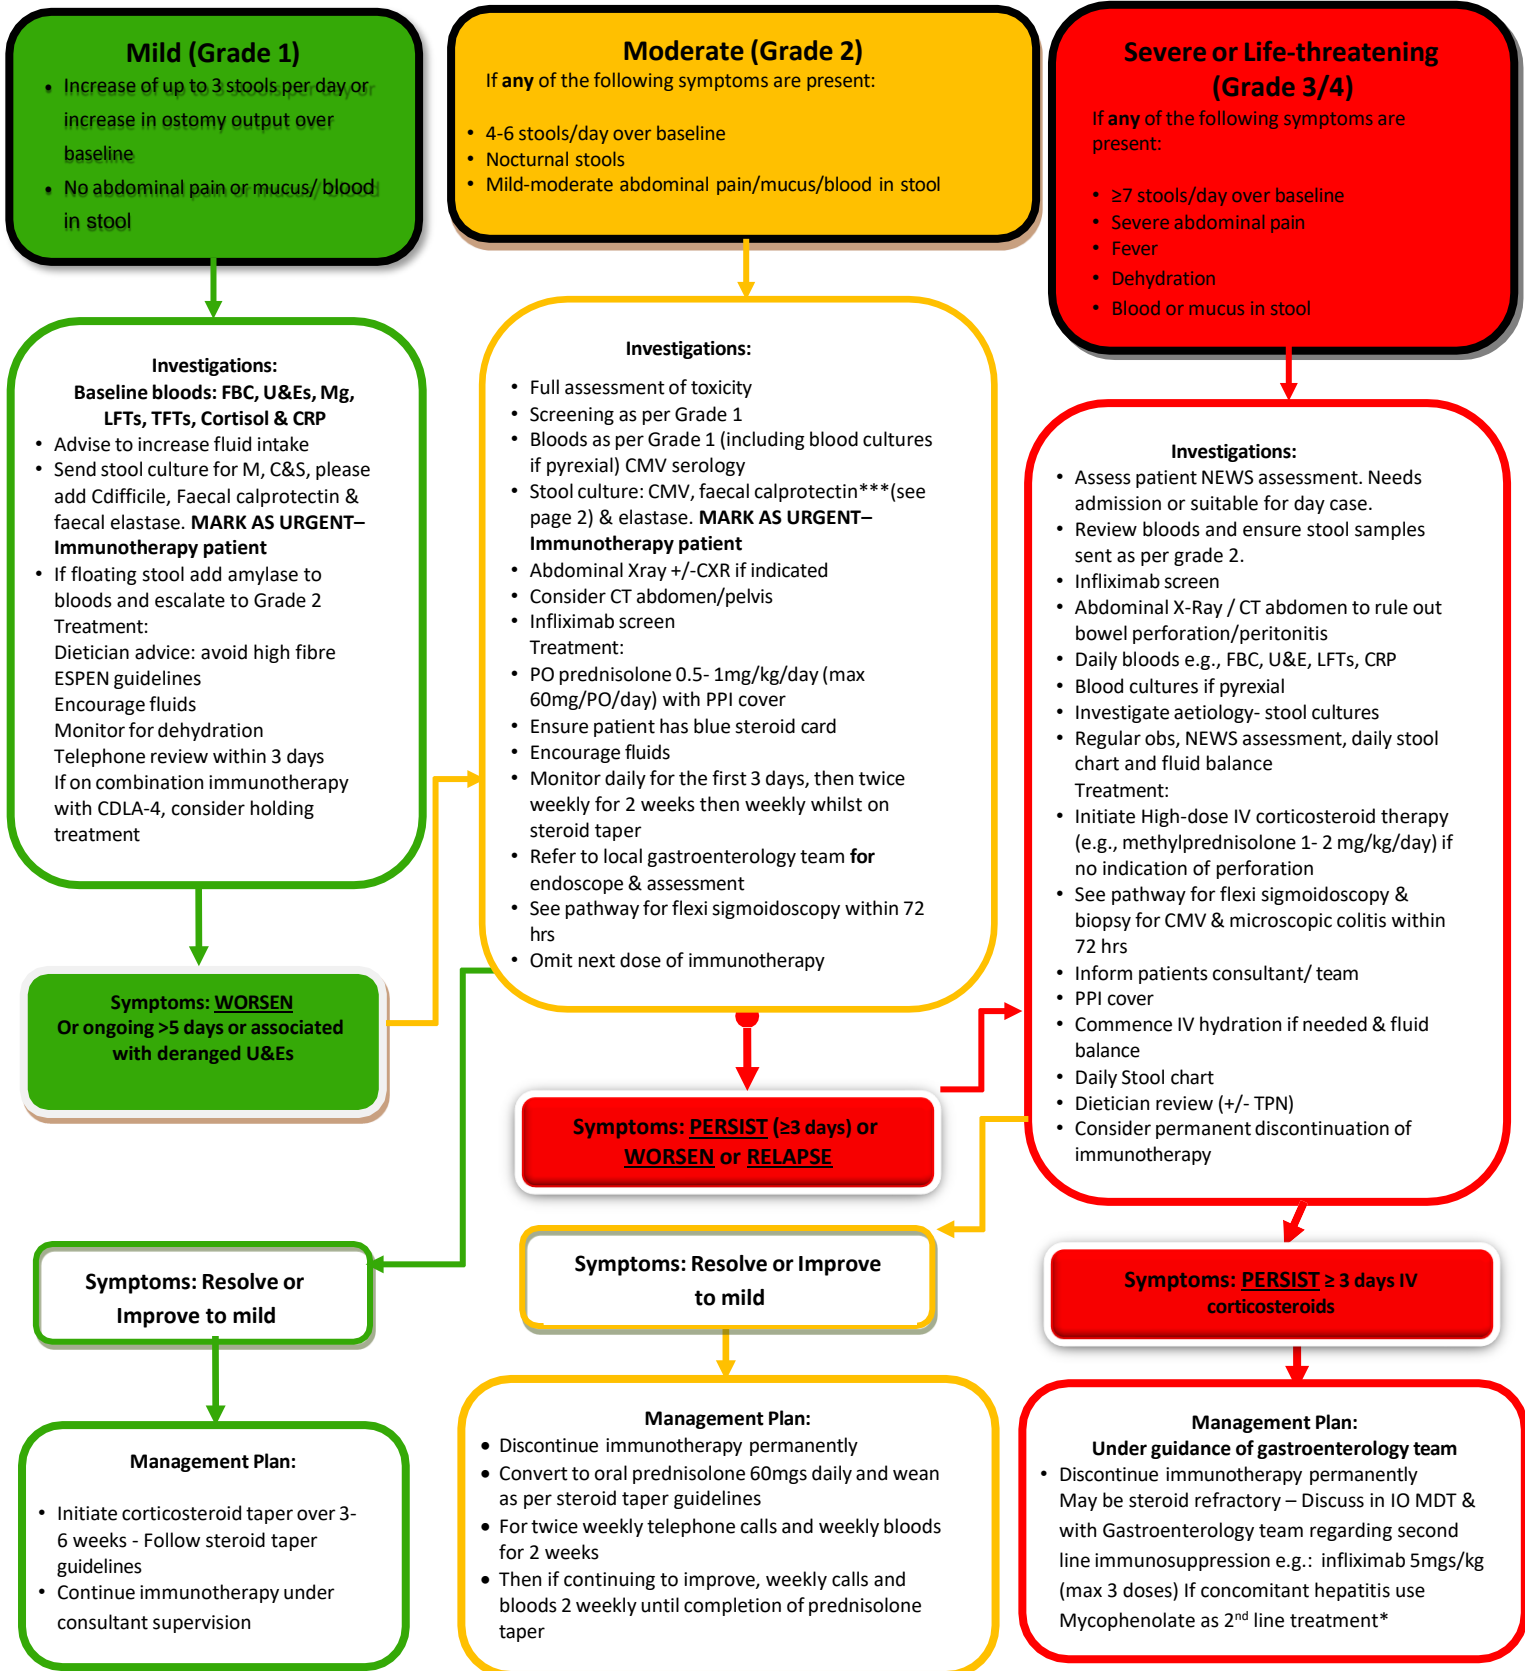 Mild (Grade 1)
• Increase of up to 3 stools per day or
increase in ostomy output over
baseline
• No abdominal pain or mucus/ blood
in stool
Moderate (Grade 2)
If any of the following symptoms are present:
• 4-6 stools/day over baseline
• Nocturnal stools
• Mild-moderate abdominal pain/mucus/blood in stool
Severe or Life-threatening
(Grade 3/4)
If any of the following symptoms are
present:
• ≥7 stools/day over baseline
• Severe abdominal pain
• Fever
• Dehydration
• Blood or mucus in stool
Investigations:
Baseline bloods: FBC, U&Es, Mg,
LFTs, TFTs, Cortisol & CRP
• Advise to increase fluid intake
• Send stool culture for M, C&S, please
add Cdifficile, Faecal calprotectin &
faecal elastase. MARK AS URGENT–
Immunotherapy patient
• If floating stool add amylase to
bloods and escalate to Grade 2
Treatment:
Dietician advice: avoid high fibre
ESPEN guidelines
Encourage fluids
Monitor for dehydration
Telephone review within 3 days
If on combination immunotherapy
with CDLA-4, consider holding
treatment
Investigations:
• Full assessment of toxicity
• Screening as per Grade 1
• Bloods as per Grade 1 (including blood cultures
if pyrexial) CMV serology
• Stool culture: CMV, faecal calprotectin***(see
page 2) & elastase. MARK AS URGENT–
Immunotherapy patient
• Abdominal Xray +/-CXR if indicated
• Consider CT abdomen/pelvis
• Infliximab screen
Treatment:
• PO prednisolone 0.5- 1mg/kg/day (max
60mg/PO/day) with PPI cover
• Ensure patient has blue steroid card
• Encourage fluids
• Monitor daily for the first 3 days, then twice
weekly for 2 weeks then weekly whilst on
steroid taper
• Refer to local gastroenterology team for
endoscope & assessment
• See pathway for flexi sigmoidoscopy within 72
hrs
• Omit next dose of immunotherapy
Investigations:
• Assess patient NEWS assessment. Needs
admission or suitable for day case.
• Review bloods and ensure stool samples
sent as per grade 2.
• Infliximab screen
• Abdominal X-Ray / CT abdomen to rule out
bowel perforation/peritonitis
• Daily bloods e.g., FBC, U&E, LFTs, CRP
• Blood cultures if pyrexial
• Investigate aetiology- stool cultures
• Regular obs, NEWS assessment, daily stool
chart and fluid balance
Treatment:
• Initiate High-dose IV corticosteroid therapy
(e.g., methylprednisolone 1- 2 mg/kg/day) if
no indication of perforation
• See pathway for flexi sigmoidoscopy &
biopsy for CMV & microscopic colitis within
72 hrs
• Inform patients consultant/ team
• PPI cover
• Commence IV hydration if needed & fluid
balance
• Daily Stool chart
• Dietician review (+/- TPN)
• Consider permanent discontinuation of
immunotherapy
Symptoms: WORSEN
Or ongoing >5 days or associated
with deranged U&Es
Symptoms: PERSIST (≥3 days) or
WORSEN or RELAPSE
Symptoms: Resolve or
Improve to mild
Symptoms: Resolve or Improve
to mild
Symptoms: PERSIST ≥ 3 days IV
corticosteroids
Management Plan:
• Initiate corticosteroid taper over 3-
6 weeks - Follow steroid taper
guidelines
• Continue immunotherapy under
consultant supervision
Management Plan:
• Discontinue immunotherapy permanently
• Convert to oral prednisolone 60mgs daily and wean
as per steroid taper guidelines
• For twice weekly telephone calls and weekly bloods
for 2 weeks
• Then if continuing to improve, weekly calls and
bloods 2 weekly until completion of prednisolone
taper
Management Plan:
Under guidance of gastroenterology team
• Discontinue immunotherapy permanently
May be steroid refractory – Discuss in IO MDT &
with Gastroenterology team regarding second
line immunosuppression e.g.: infliximab 5mgs/kg
(max 3 doses) If concomitant hepatitis use
Mycophenolate as 2nd line treatment*